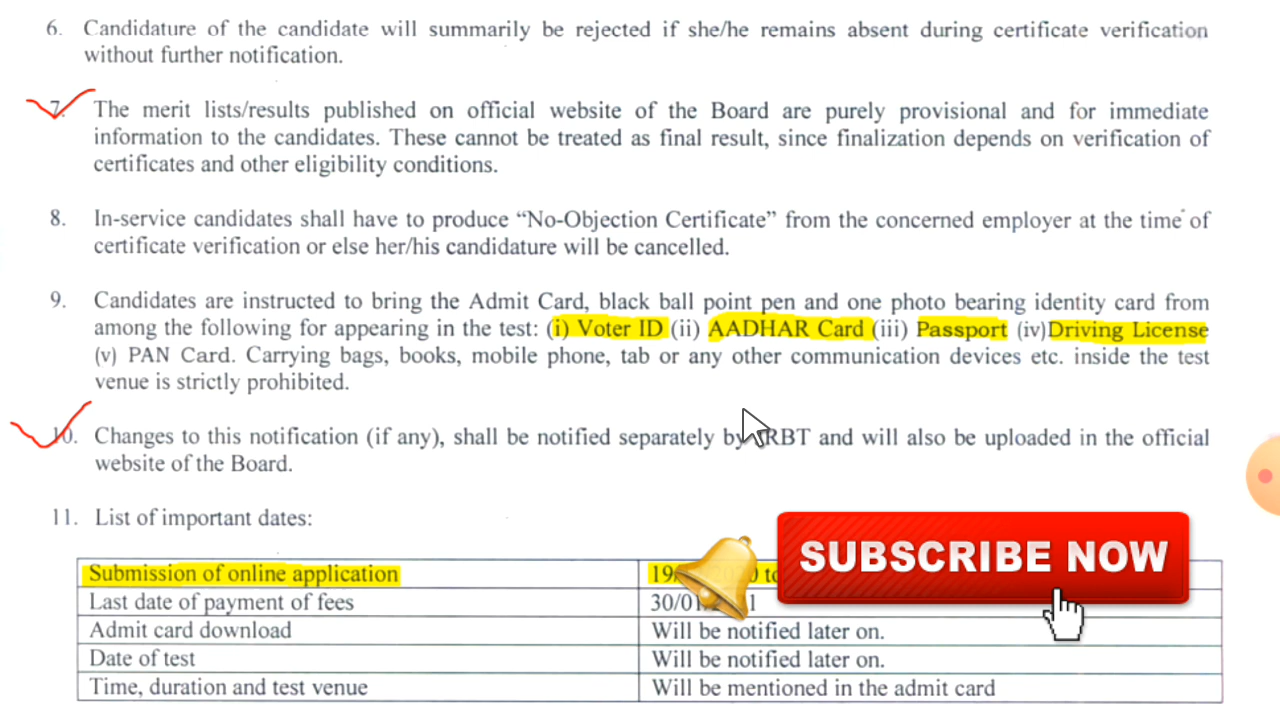 6. Candidature of the candidate will summarily be rejected if she/he remains absent during certificate verification
without further notification.
7. The merit lists/results published on official website of the Board are purely provisional and for immediate
information to the candidates. These cannot be treated as final result, since finalization depends on verification of
certificates and other eligibility conditions.
8. In-service candidates shall have to produce “No-Objection Certificate” from the concerned employer at the time of
certificate verification or else her/his candidature will be cancelled.
9. Candidates are instructed to bring the Admit Card, black ball point pen and one photo bearing identity card from
among the following for appearing in the test: (i) Voter ID (ii) AADHAR Card (iii) Passport (iv)Driving License
(v) PAN Card. Carrying bags, books, mobile phone, tab or any other communication devices etc. inside the test
venue is strictly prohibited.
10. Changes to this notification (if any), shall be notified separately by RBT and will also be uploaded in the official
website of the Board.
11. List of important dates:
Submission of online application
SUBSCRIBE NOW
Last date of payment of fees
Admit card download Will be notified later on.
Date of test Will be notified later on.
Time, duration and test venue Will be mentioned in the admit card